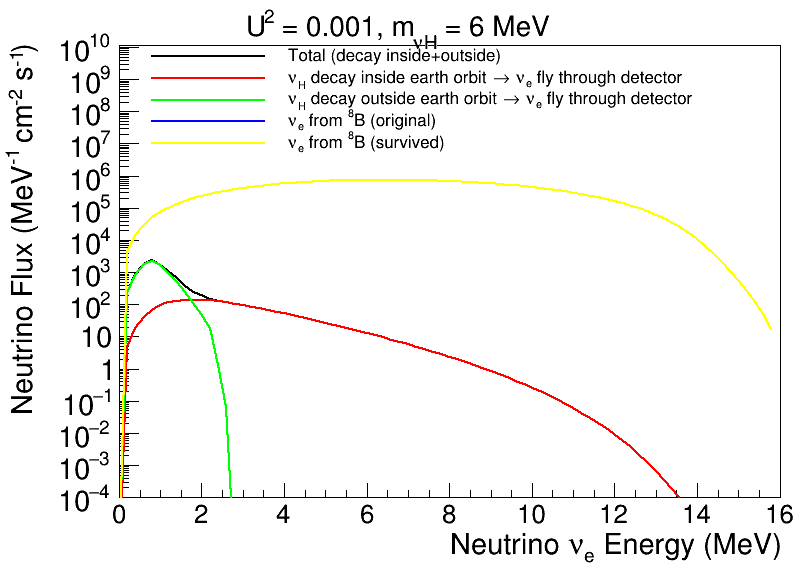 U² = 0.001, m_νH = 6 MeV
Total (decay inside+outside)
ν_H decay inside earth orbit → ν_e fly through detector
ν_H decay outside earth orbit → ν_e fly through detector
ν_e from ⁸B (original)
ν_e from ⁸B (survived)
Neutrino Flux (MeV⁻¹ cm⁻² s⁻¹)
10¹⁰
10⁹
10⁸
10⁷
10⁶
10⁵
10⁴
10³
10²
10
1
10⁻¹
10⁻²
10⁻³
10⁻⁴
0 2 4 6 8 10 12 14 16
Neutrino ν_e Energy (MeV)